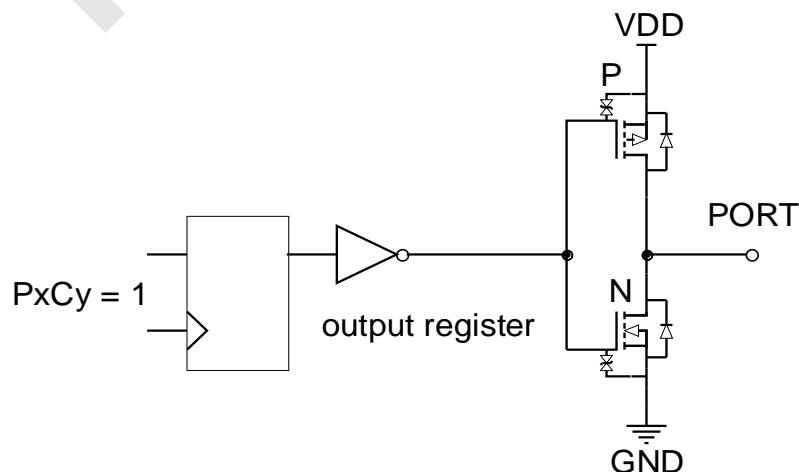 VDD
P
PORT
PxCy = 1
N
output register
GND